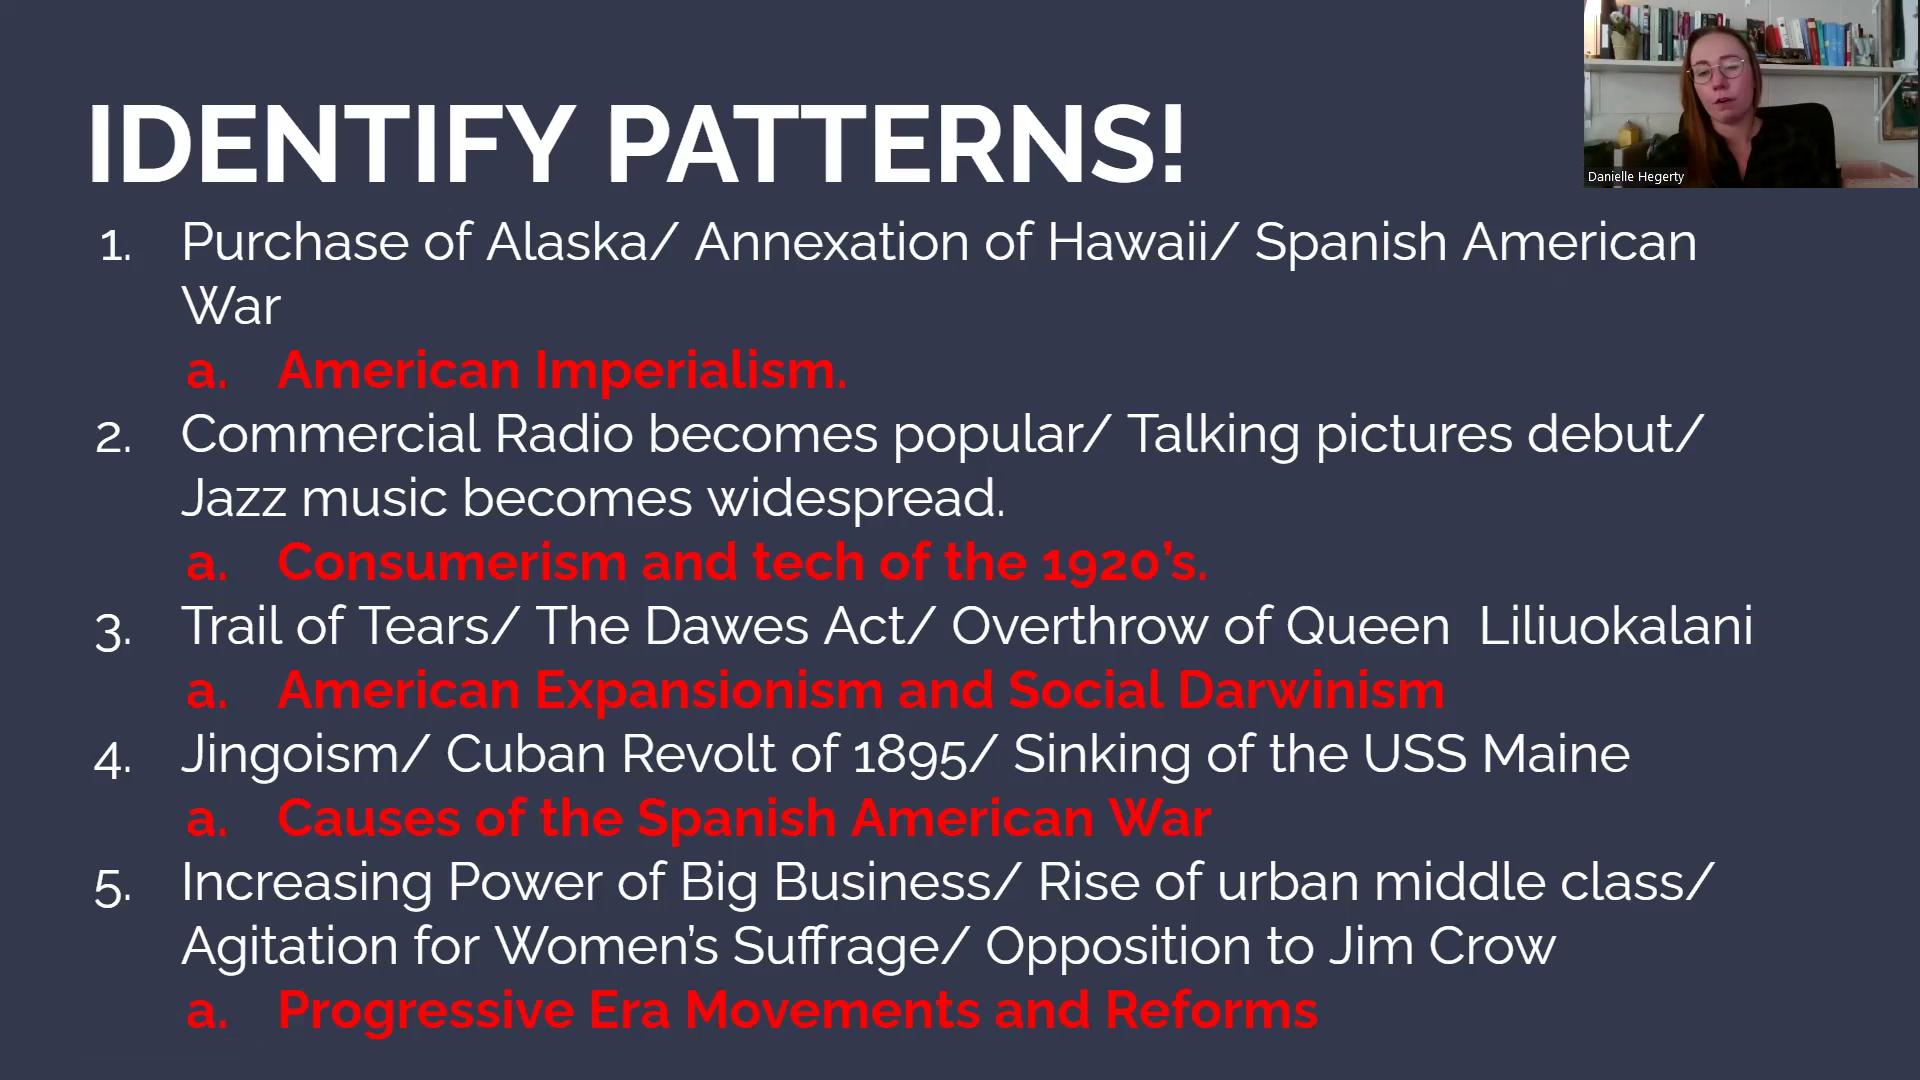 IDENTIFY PATTERNS!
Danielle Hegerty
1. Purchase of Alaska/ Annexation of Hawaii/ Spanish American
War
a. American Imperialism.
2. Commercial Radio becomes popular/ Talking pictures debut/
Jazz music becomes widespread.
a. Consumerism and tech of the 1920’s.
3. Trail of Tears/ The Dawes Act/ Overthrow of Queen  Liliuokalani
a. American Expansionism and Social Darwinism
4. Jingoism/ Cuban Revolt of 1895/ Sinking of the USS Maine
a. Causes of the Spanish American War
5. Increasing Power of Big Business/ Rise of urban middle class/
Agitation for Women’s Suffrage/ Opposition to Jim Crow
a. Progressive Era Movements and Reforms